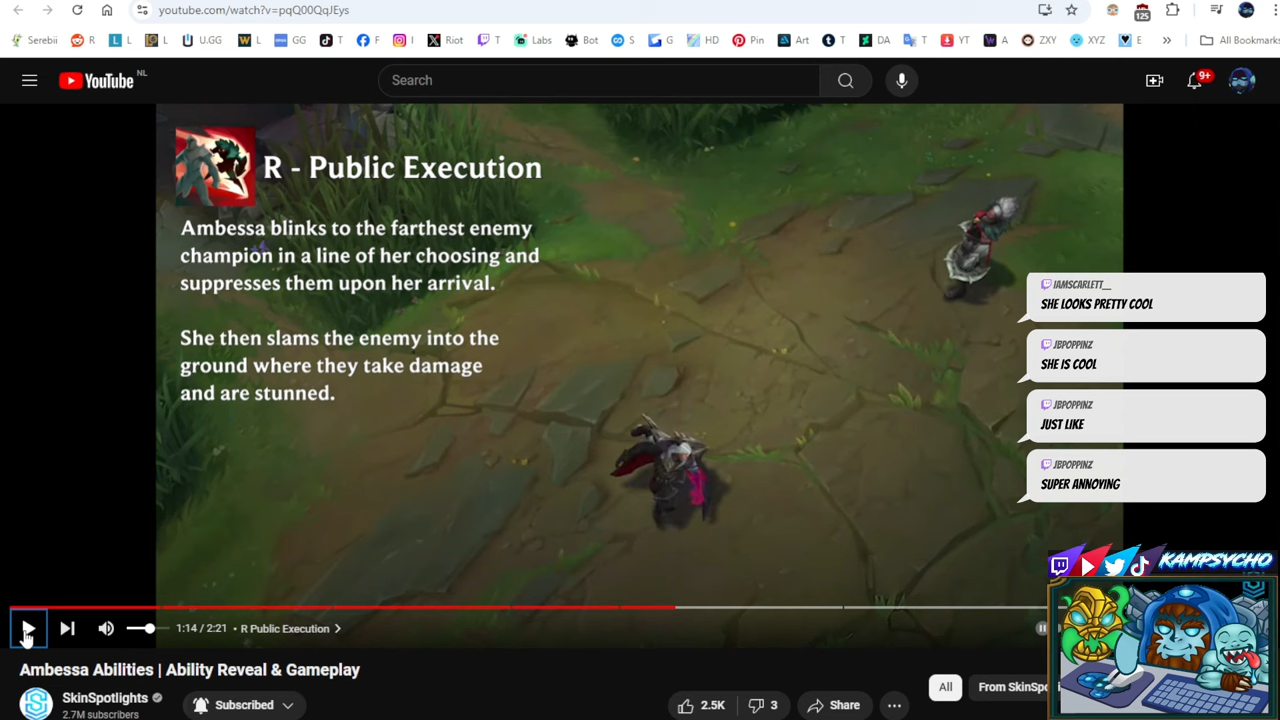 youtube.com/watch?v=pqQ00QqJEys
125
Serebii R L L U.GG L GG T F I Riot T Labs Bot S G HD Pin Art T DA T YT A ZXY XYZ E » All Bookmarks
YouTube NL
Search
9+
R - Public Execution
Ambessa blinks to the farthest enemy
champion in a line of her choosing and
suppresses them upon her arrival.
She then slams the enemy into the
ground where they take damage
and are stunned.
IAMSCARLETT__
SHE LOOKS PRETTY COOL
JBPOPPINZ
SHE IS COOL
JBPOPPINZ
JUST LIKE
JBPOPPINZ
SUPER ANNOYING
KAMPSYCHO
1:14 / 2:21 • R Public Execution >
Ambessa Abilities | Ability Reveal & Gameplay
SkinSpotlights
2.7M subscribers
Subscribed
2.5K
3
Share
...
All
From SkinSpo